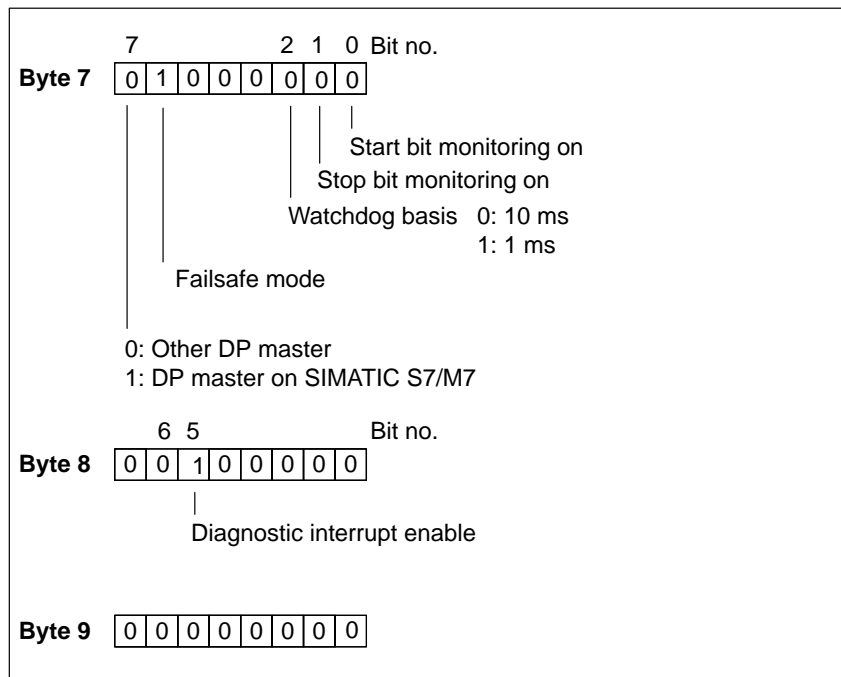 7 2 1 0 Bit no.
Byte 7 0 1 0 0 0 0 0 0
Start bit monitoring on
Stop bit monitoring on
Watchdog basis 0: 10 ms
1: 1 ms
Failsafe mode
0: Other DP master
1: DP master on SIMATIC S7/M7
6 5 Bit no.
Byte 8 0 0 1 0 0 0 0 0
Diagnostic interrupt enable
Byte 9 0 0 0 0 0 0 0 0